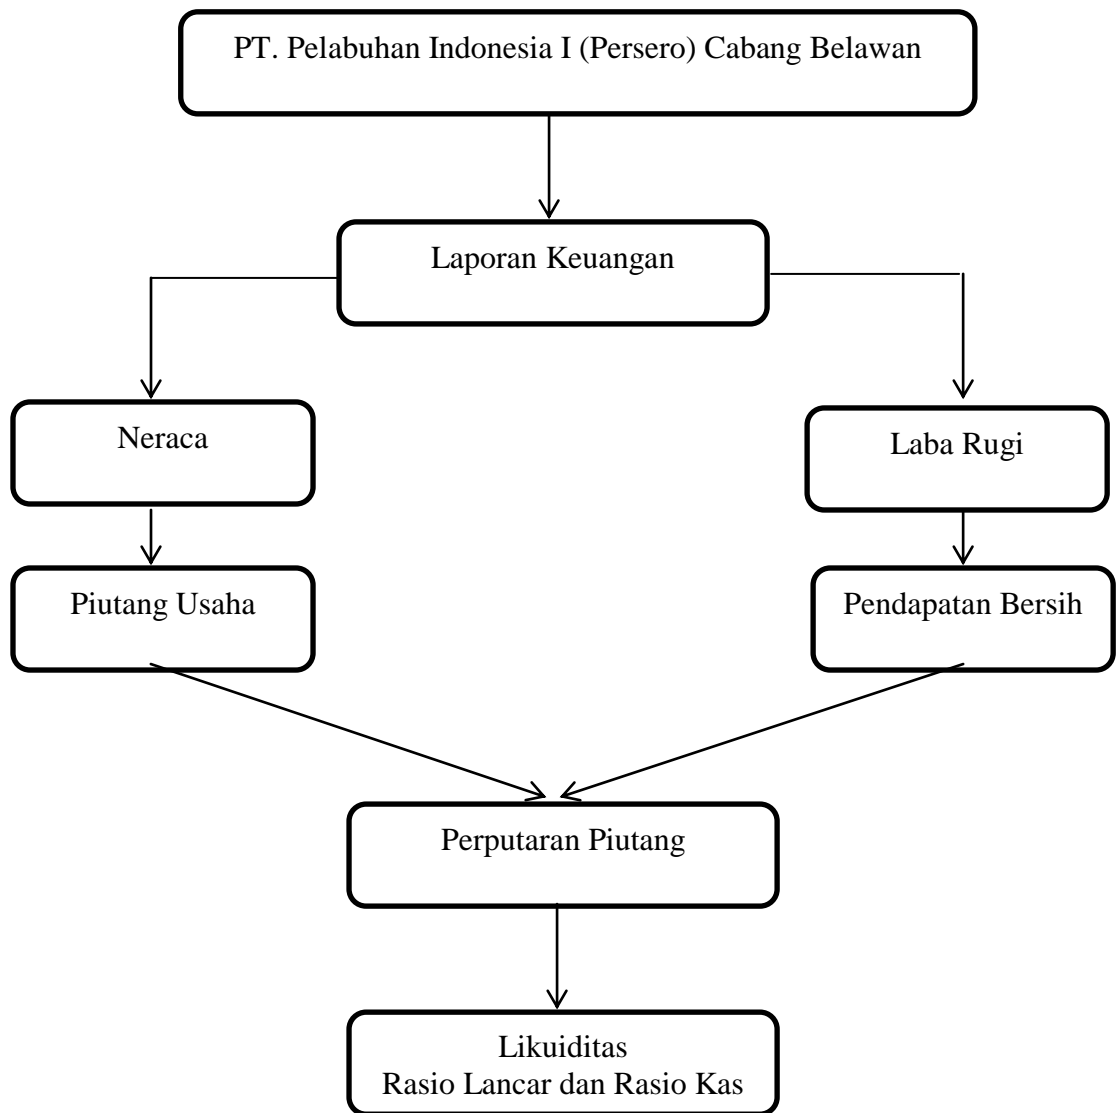 PT. Pelabuhan Indonesia I (Persero) Cabang Belawan
Laporan Keuangan
Neraca
Laba Rugi
Piutang Usaha
Pendapatan Bersih
Perputaran Piutang
Likuiditas
Rasio Lancar dan Rasio Kas